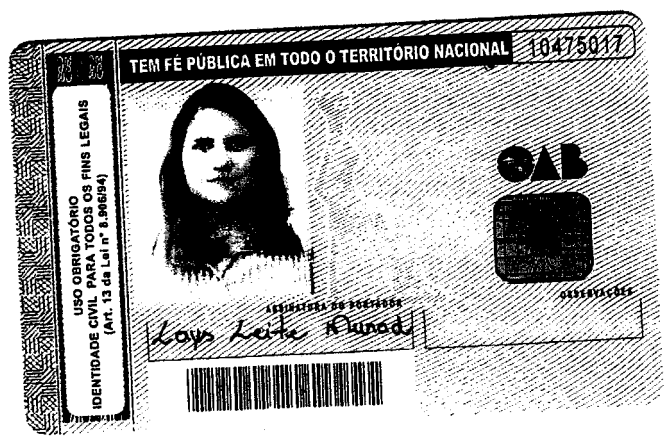 TEM FÉ PÚBLICA EM TODO O TERRITÓRIO NACIONAL
10475017
USO OBRIGATÓRIO
IDENTIDADE CIVIL PARA TODOS OS FINS LEGAIS
(Art. 13 da Lei nº 8.906/94)
OAB
ASSINATURA DO PORTADOR
OBSERVAÇÕES
Lays Leite Murad